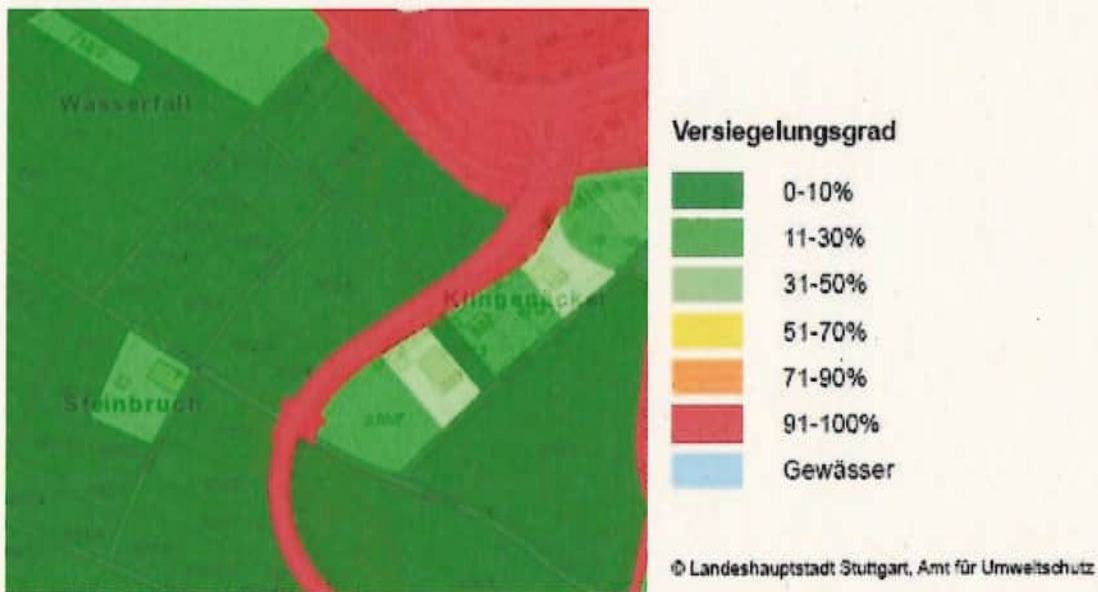 Wasserfall
Klingenäcker
Steinbruch
Versiegelungsgrad
0-10%
11-30%
31-50%
51-70%
71-90%
91-100%
Gewässer
© Landeshauptstadt Stuttgart, Amt für Umweltschutz